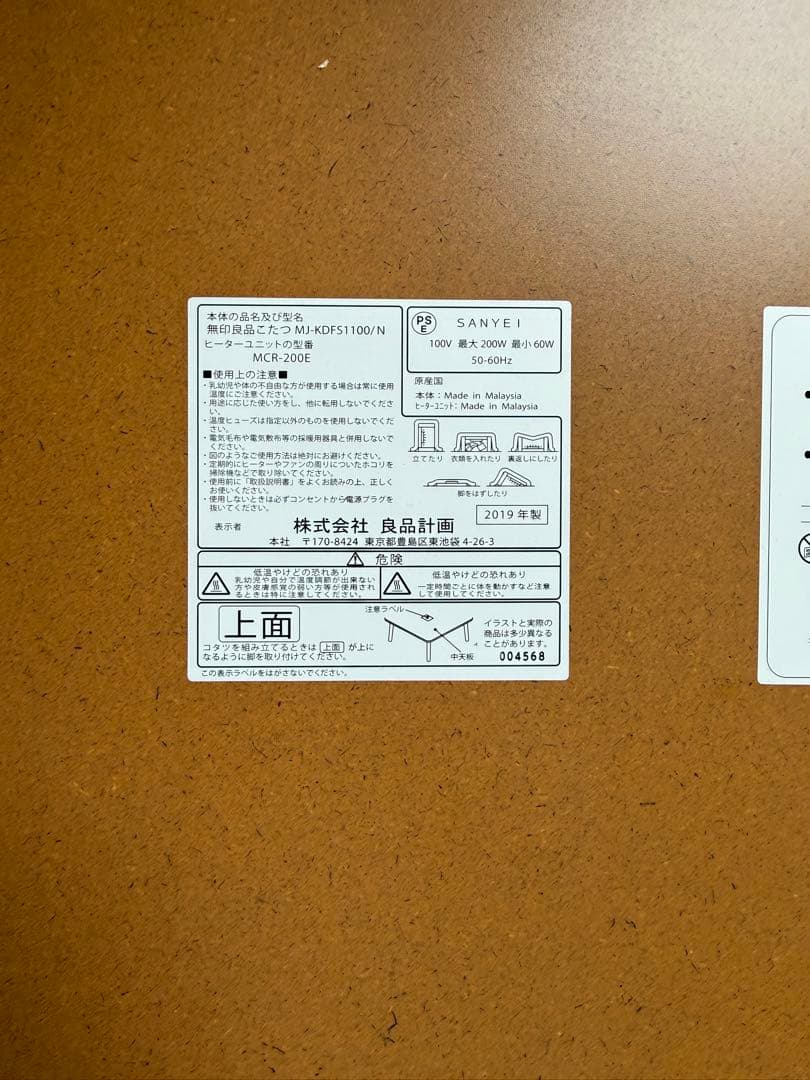 本体の品名及び型名
無印良品こたつ MJ-KDFS1100/N
ヒーターユニットの型番
MCR-200E
PS
E
SANYEI
100V 最大 200W 最小 60W
50-60Hz
原産国
本体：Made in Malaysia
ヒーターユニット：Made in Malaysia
■使用上の注意■
・乳幼児や体の不自由な方が使用する場合は常に使用
温度にご注意ください。
・用途に応じた使い方をし、他に転用しないでくださ
い。
・温度ヒューズは指定以外のものを使用しないでくだ
さい。
・電気毛布や電気敷布等の採暖用器具と併用しないで
ください。
・図のようなご使用方法は絶対にお避けください。
・定期的にヒーターやファンの周りについたホコリを
掃除機などで取り除いてください。
・使用前に「取扱説明書」をよくお読みの上、正しく
お使いください。
・使用しないときは必ずコンセントから電源プラグを
抜いてください。
立てたり 衣類を入れたり 裏返しにしたり
脚をはずしたり
2019 年製
表示者 株式会社 良品計画
本社 〒170-8424 東京都豊島区東池袋 4-26-3
危険
低温やけどの恐れあり
乳幼児や自分で温度調節が出来ない
方や皮膚感覚の弱い方等が使用され
るときは特に注意してください。
低温やけどの恐れあり
一定時間ごとに体を動かすなど注意
して使用してください。
上面
コタツを組み立てるときは 上面 が上に
なるように脚を取り付けてください。
注意ラベル
中天板
イラストと実際の
商品は多少異なる
ことがあります。
004568
この表示ラベルをはがさないでください。